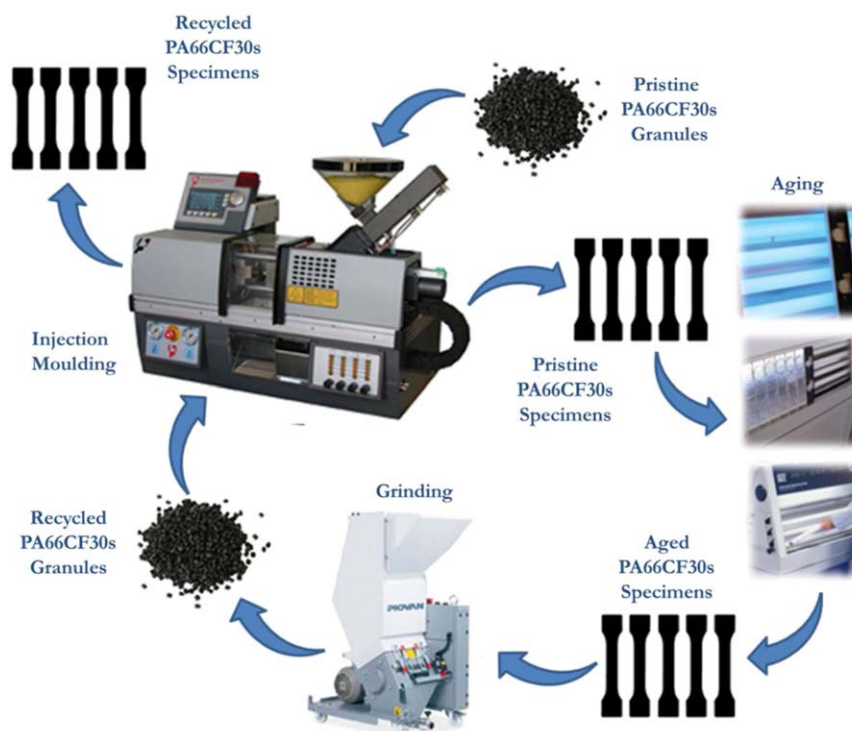 Recycled
PA66CF30s
Specimens
Pristine
PA66CF30s
Granules
Aging
Injection
Moulding
Pristine
PA66CF30s
Specimens
Grinding
Recycled
PA66CF30s
Granules
Aged
PA66CF30s
Specimens
PIOVAN